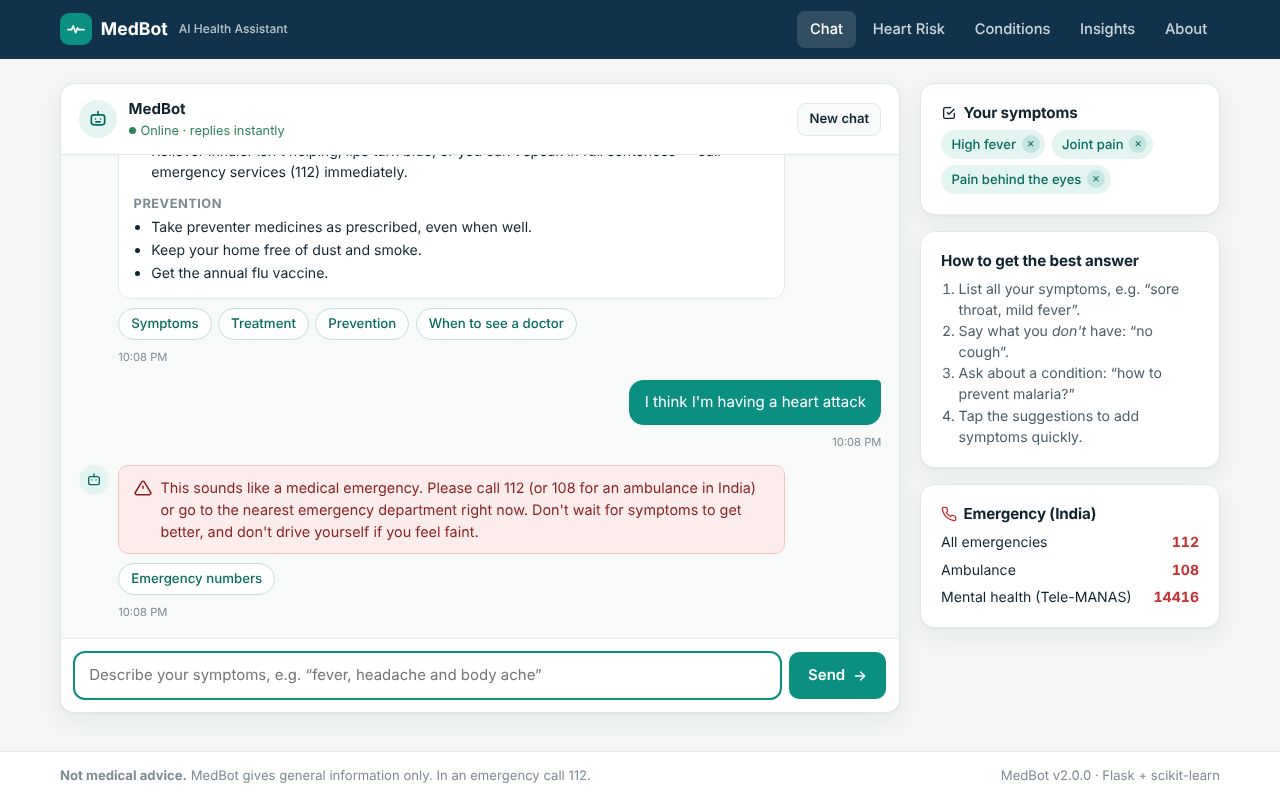 MedBot AI Health Assistant
Chat Heart Risk Conditions Insights About
MedBot
Online · replies instantly
New chat
emergency services (112) immediately.
PREVENTION
• Take preventer medicines as prescribed, even when well.
• Keep your home free of dust and smoke.
• Get the annual flu vaccine.
Symptoms Treatment Prevention When to see a doctor
10:08 PM
I think I'm having a heart attack
10:08 PM
This sounds like a medical emergency. Please call 112 (or 108 for an ambulance in India)
or go to the nearest emergency department right now. Don't wait for symptoms to get
better, and don't drive yourself if you feel faint.
Emergency numbers
10:08 PM
Describe your symptoms, e.g. “fever, headache and body ache”
Send →
Your symptoms
High fever × Joint pain ×
Pain behind the eyes ×
How to get the best answer
1. List all your symptoms, e.g. “sore
throat, mild fever”.
2. Say what you don't have: “no
cough”.
3. Ask about a condition: “how to
prevent malaria?”
4. Tap the suggestions to add
symptoms quickly.
Emergency (India)
All emergencies 112
Ambulance 108
Mental health (Tele-MANAS) 14416
Not medical advice. MedBot gives general information only. In an emergency call 112.
MedBot v2.0.0 · Flask + scikit-learn